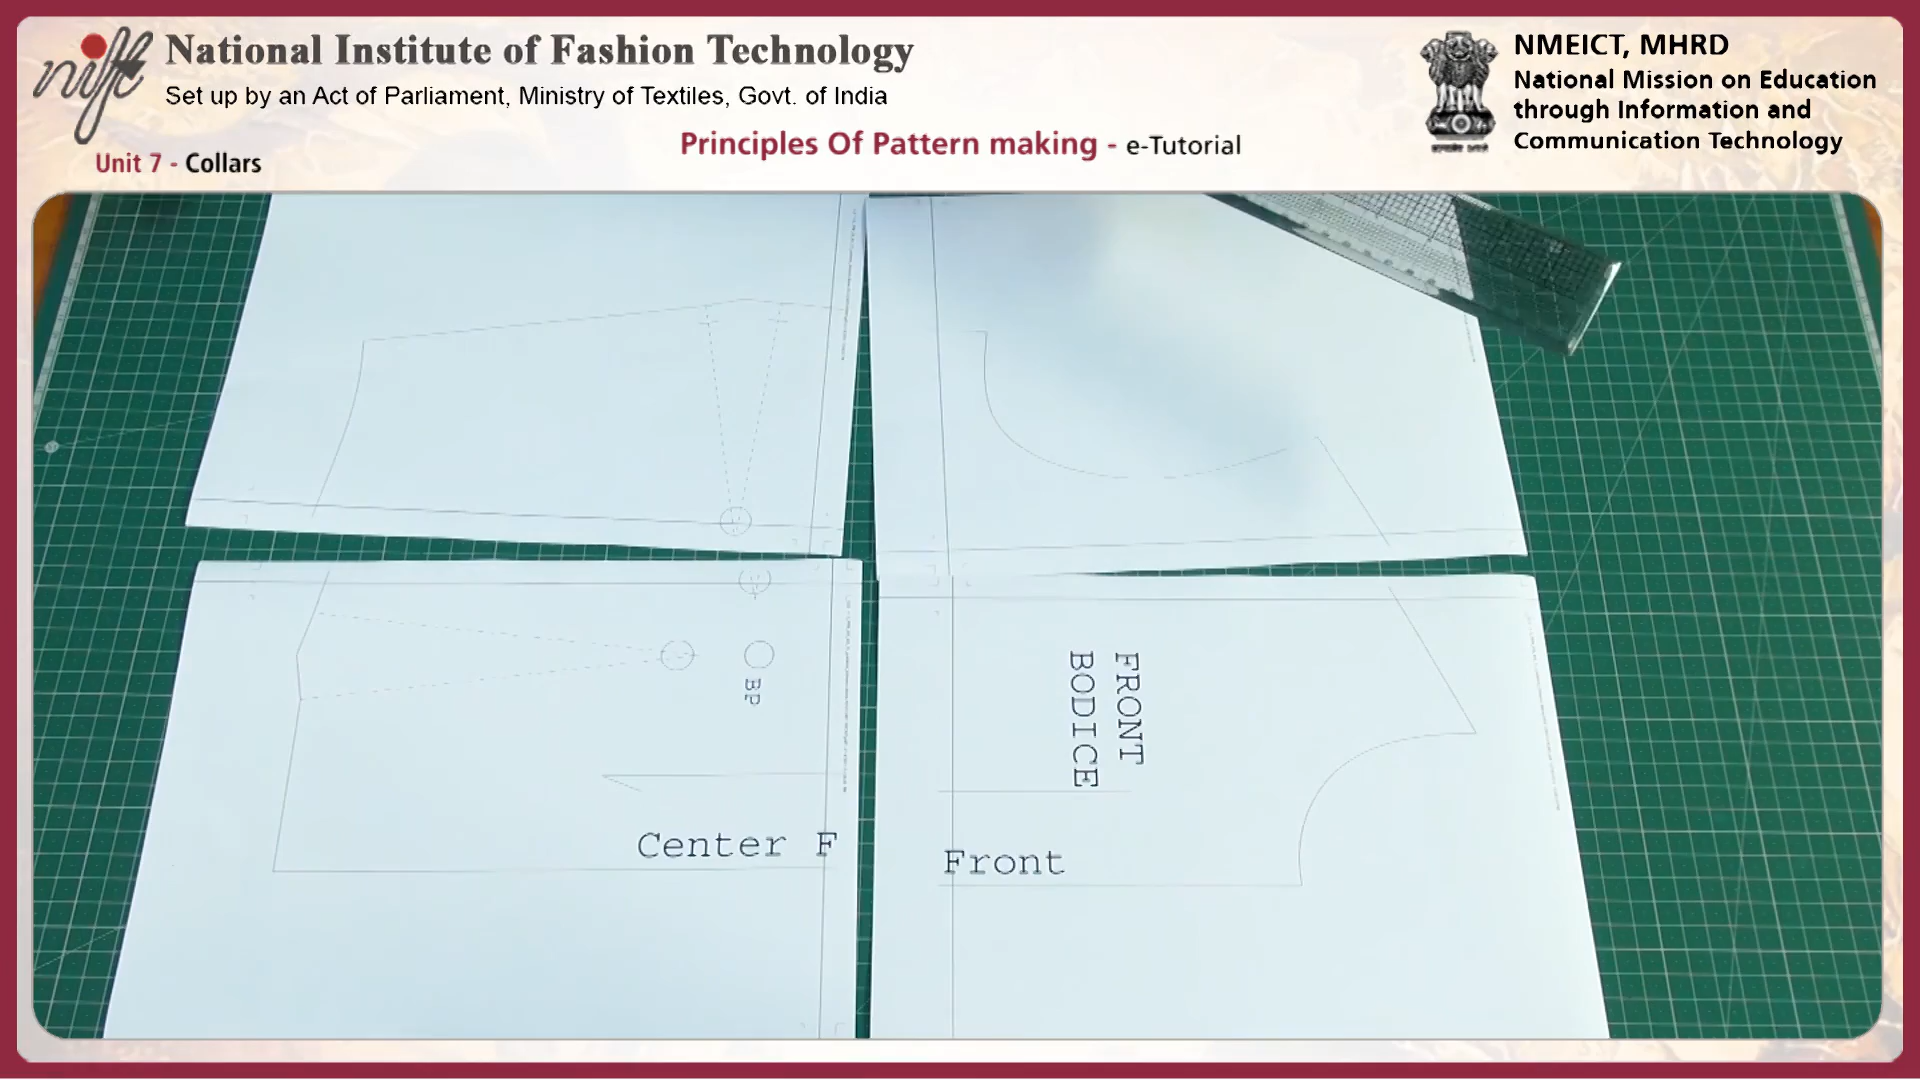 nift
National Institute of Fashion Technology
Set up by an Act of Parliament, Ministry of Textiles, Govt. of India
NMEICT, MHRD
National Mission on Education
through Information and
Communication Technology
Principles Of Pattern making - e-Tutorial
Unit 7 - Collars
BP
FRONT
BODICE
Center F
Front